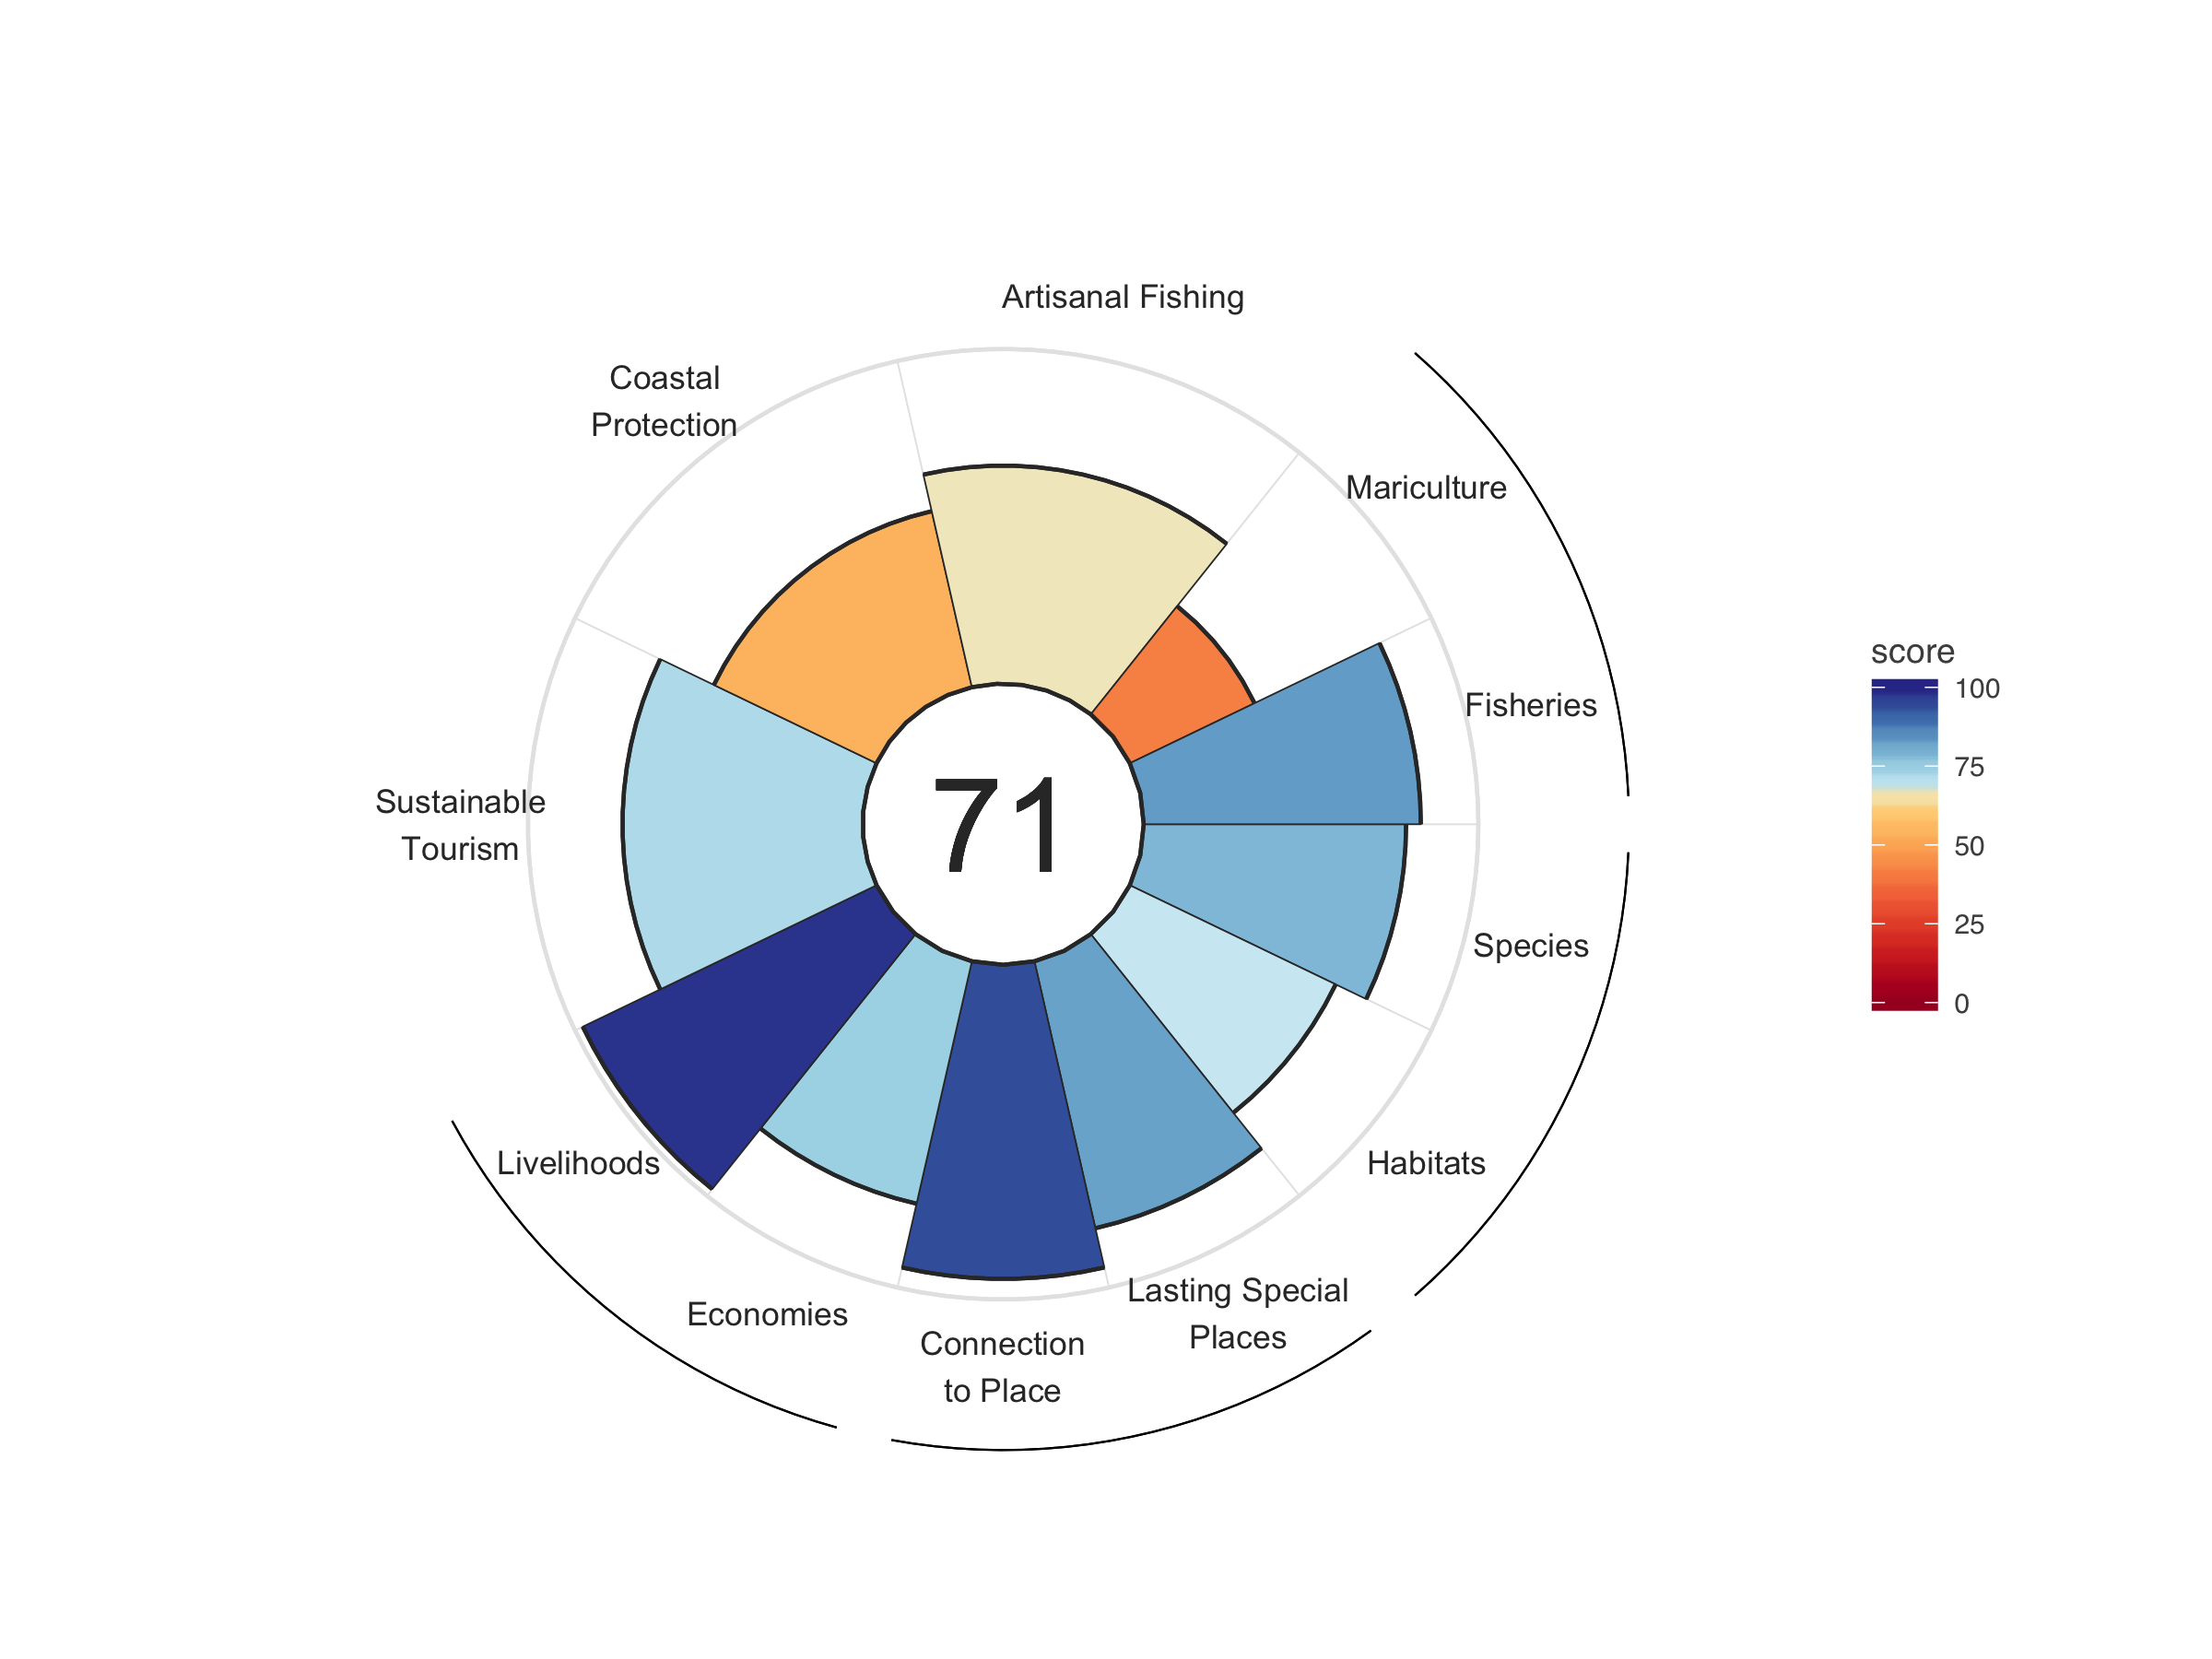 Artisanal Fishing
Coastal
Protection
Mariculture
Fisheries
Sustainable
Tourism
71
Species
Livelihoods
Habitats
Economies
Lasting Special
Places
Connection
to Place
score
100
75
50
25
0